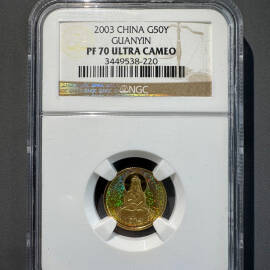 2003 CHINA G50Y
GUANYIN
PF 70 ULTRA CAMEO
3449538-220
NGC